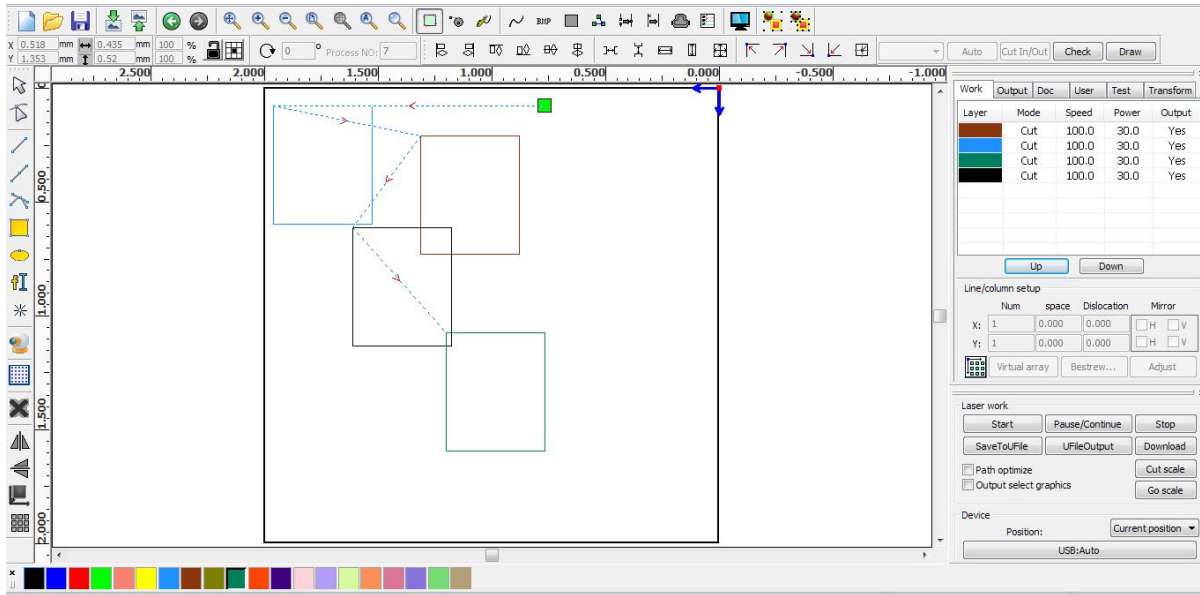 BMP
X 0.518 mm 0.435 mm 100 %
Y 1.353 mm 0.52 mm 100 %
0 ° Process NO: 7
Auto Cut In/Out Check Draw
2.500 2.000 1.500 1.000 0.500 0.000 -0.500 -1.000
0.500
1.000
1.500
2.000
Work Output Doc User Test Transform
Layer Mode Speed Power Output
Cut 100.0 30.0 Yes
Cut 100.0 30.0 Yes
Cut 100.0 30.0 Yes
Cut 100.0 30.0 Yes
Up Down
Line/column setup
Num space Dislocation Mirror
X: 1 0.000 0.000 H V
Y: 1 0.000 0.000 H V
Virtual array Bestrew... Adjust
Laser work
Start Pause/Continue Stop
SaveToUFile UFileOutput Download
Path optimize Cut scale
Output select graphics Go scale
Device
Position: Current position
USB:Auto